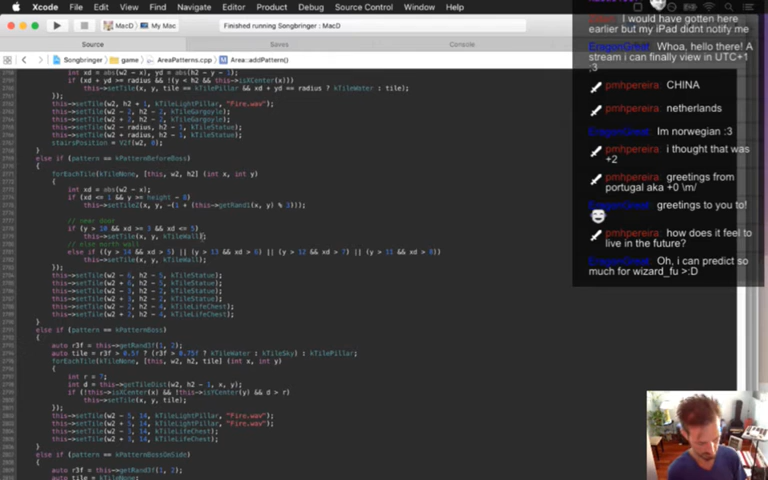 Xcode File Edit View Find Navigate Editor Product Debug Source Control Window Help
MacD My Mac
Finished running Songbringer : MacD
Source
Saves
Console
Songbringer game AreaPatterns.cpp Area::addPattern()
int xd = abs(w2 - x), yd = abs(h2 - y - 1);
if (xd + yd >= radius && (!(y < h2 && this->isXCenter(x)))
this->setTile(x, y, tile == kTilePillar && xd + yd == radius ? kTileWater : tile);
});
this->setTile(w2, h2 + 1, kTileLightPillar, "Fire.wav");
this->setTile(w2 - 2, h2 - 2, kTileGargoyle);
this->setTile(w2 + 2, h2 - 2, kTileGargoyle);
this->setTile(w2 - radius, h2 - 1, kTileStatue);
this->setTile(w2 + radius, h2 - 1, kTileStatue);
stairsPosition = V2f(w2, 8);
}
else if (pattern == kPatternBeforeBoss)
{
forEachTile(kTileNone, [this, w2, h2] (int x, int y)
{
int xd = abs(w2 - x);
if (xd <= 1 && y >= height - 8)
this->setTile2(x, y, -(1 + (this->getRand1(x, y) % 3)));
// near door
if (y > 10 && xd >= 3 && xd <= 5)
this->setTile(x, y, kTileWall);
// else north wall
else if ((y > 14 && xd > 5) || (y > 13 && xd > 6) || (y > 12 && xd > 7) || (y > 11 && xd > 8))
this->setTile(x, y, kTileWall);
});
this->setTile(w2 - 6, h2 - 5, kTileStatue);
this->setTile(w2 + 6, h2 - 5, kTileStatue);
this->setTile(w2 - 3, h2 - 2, kTileStatue);
this->setTile(w2 + 3, h2 - 2, kTileStatue);
this->setTile(w2 - 2, h2 - 4, kTileLifeChest);
this->setTile(w2 + 2, h2 - 4, kTileLifeChest);
}
else if (pattern == kPatternBoss)
{
auto r3f = this->getRand3f(1, 2);
auto tile = r3f > 0.5f ? (r3f > 0.75f ? kTileWater : kTileSky) : kTilePillar;
forEachTile(kTileNone, [this, w2, h2, tile] (int x, int y)
{
int r = 7;
int d = this->getTileDist(w2, h2 - 1, x, y);
if (!this->isXCenter(x) && !this->isYCenter(y) && d > r)
this->setTile(x, y, tile);
});
this->setTile(w2 - 5, 14, kTileLightPillar, "Fire.wav");
this->setTile(w2 + 5, 14, kTileLightPillar, "Fire.wav");
this->setTile(w2 - 3, 14, kTileLifeChest);
this->setTile(w2 + 3, 14, kTileLifeChest);
}
else if (pattern == kPatternBossOnSide)
{
auto r3f = this->getRand3f(1, 2);
auto tile = kTileNone;
I would have gotten here
earlier but my iPad didnt notify me
EragonGreat: Whoa, hello there! A
stream i can finally view in UTC+1
;3
pmhpereira: CHINA
pmhpereira: netherlands
EragonGreat: Im norwegian :3
pmhpereira: i thought that was
+2
pmhpereira: greetings from
portugal aka +0 \m/
EragonGreat: greetings to you to!
pmhpereira: how does it feel to
live in the future?
EragonGreat: Oh, i can predict so
much for wizard_fu >:D